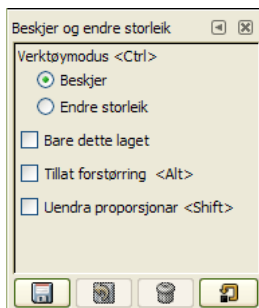 Beskjer og endre storleik
Verktøymodus <Ctrl>
Beskjer
Endre storleik
Bare dette laget
Tillat forstørring <Alt>
Uendra proporsjonar <Shift>